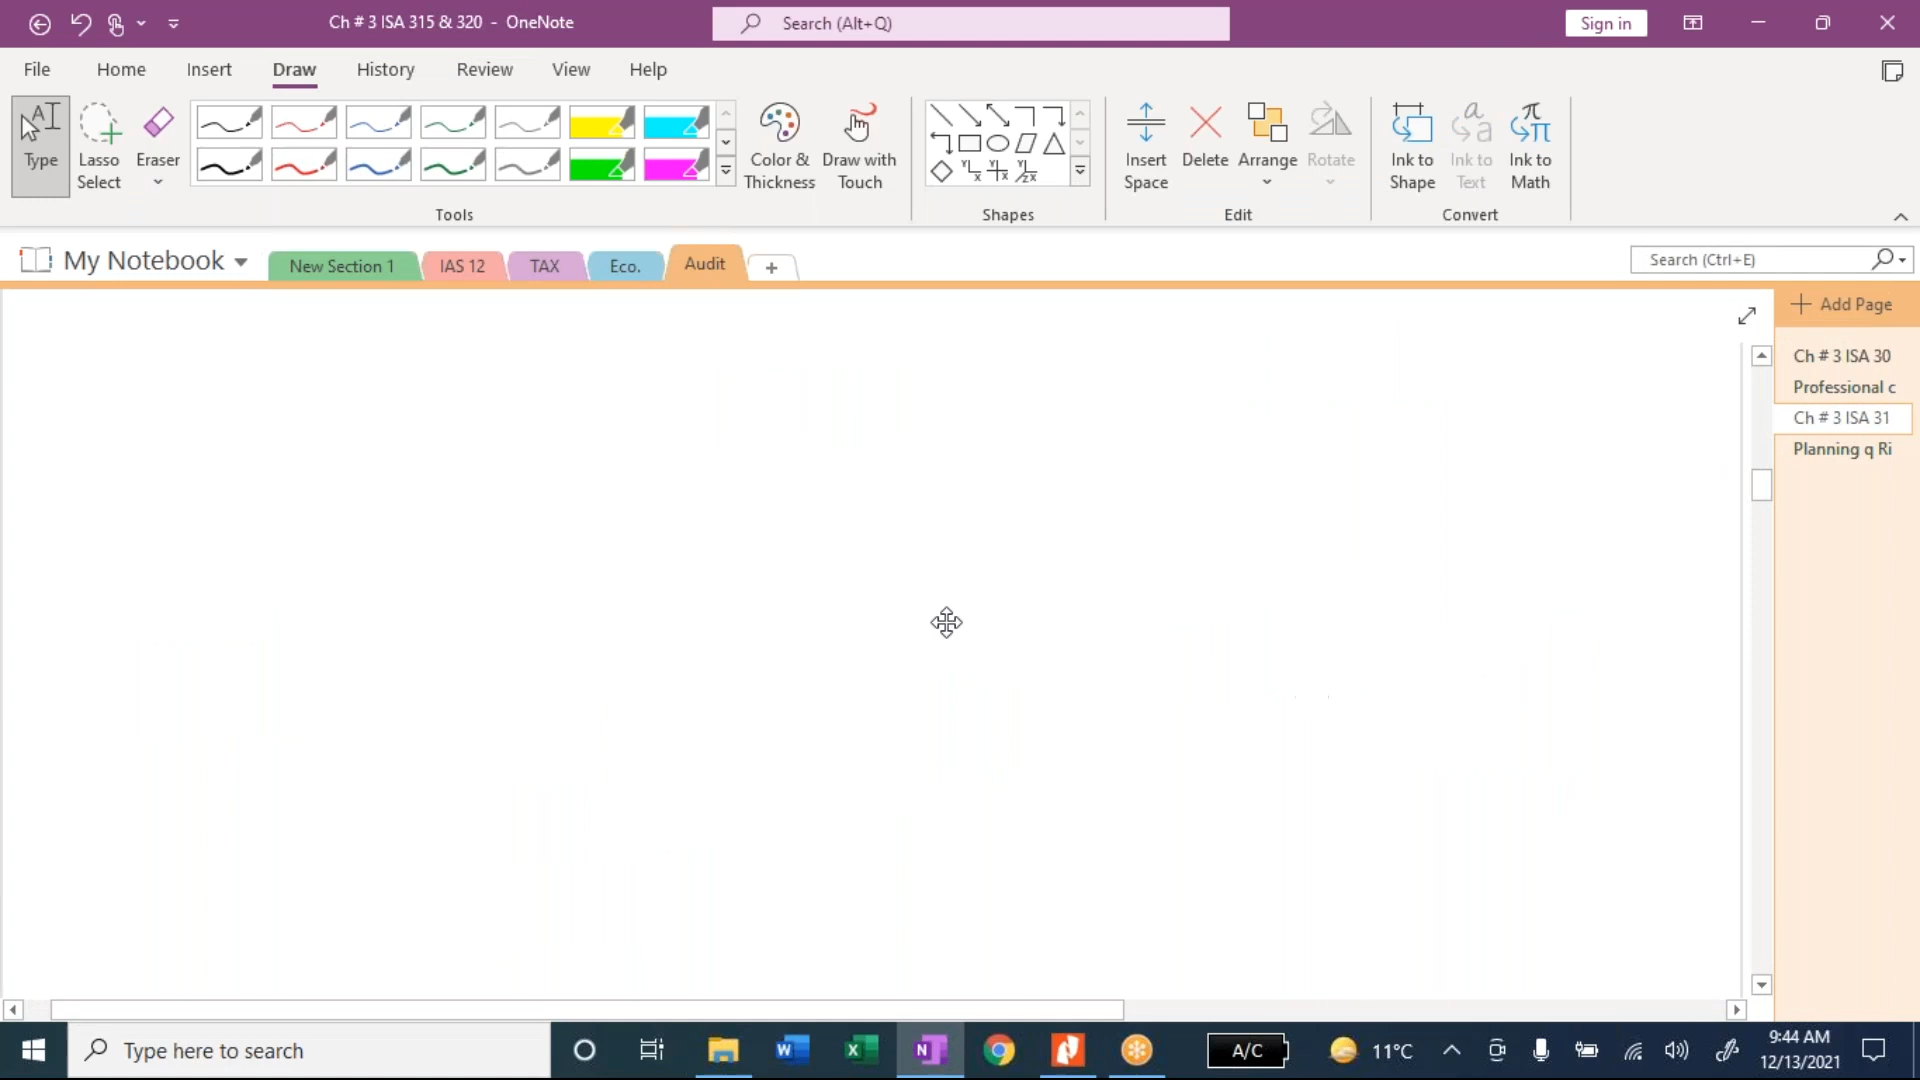 Ch # 3 ISA 315 & 320 - OneNote
Search (Alt+Q)
Sign in
File Home Insert Draw History Review View Help
Type
Lasso Select
Eraser
Color & Thickness
Draw with Touch
Insert Space
Delete
Arrange
Rotate
Ink to Shape
Ink to Text
Ink to Math
Tools Shapes Edit Convert
My Notebook New Section 1 IAS 12 TAX Eco. Audit +
Search (Ctrl+E)
Add Page
Ch # 3 ISA 30
Professional c
Ch # 3 ISA 31
Planning q Ri
Type here to search
A/C
11°C
9:44 AM
12/13/2021